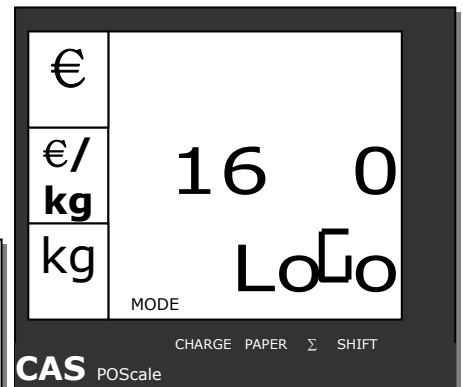 €
€/
kg
16 0
kg
LoGo
MODE
CHARGE PAPER Σ SHIFT
CAS POScale